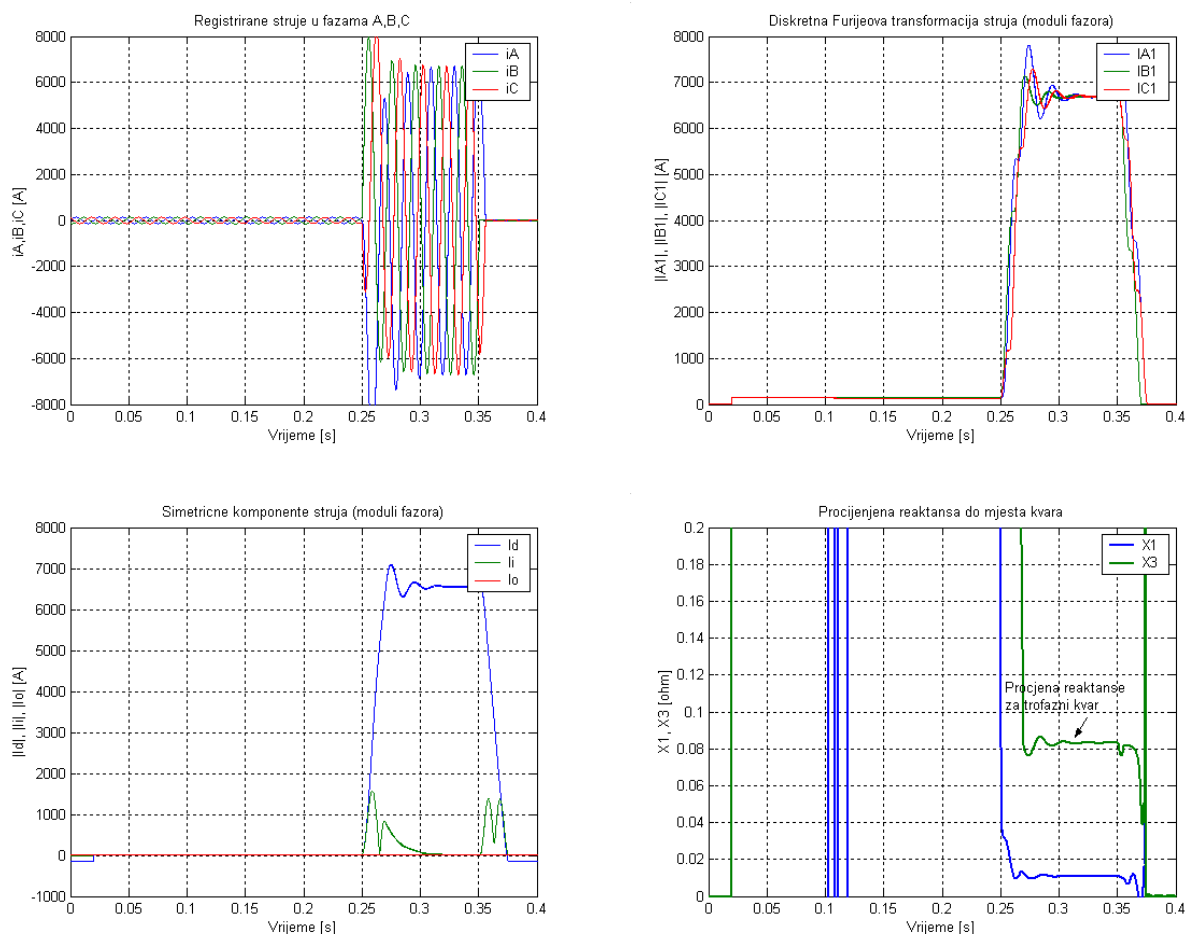 Registrirane struje u fazama A,B,C
8000
6000
4000
2000
0
-2000
-4000
-6000
-8000
iA,iB,iC [A]
iA
iB
iC
0 0.05 0.1 0.15 0.2 0.25 0.3 0.35 0.4
Vrijeme [s]
Diskretna Furijeova transformacija struja (moduli fazora)
8000
7000
6000
5000
4000
3000
2000
1000
0
|IA1|, |IB1|, |IC1| [A]
IA1
IB1
IC1
0 0.05 0.1 0.15 0.2 0.25 0.3 0.35 0.4
Vrijeme [s]
Simetricne komponente struja (moduli fazora)
8000
7000
6000
5000
4000
3000
2000
1000
0
-1000
|Id|, |Ii|, |Io| [A]
Id
Ii
Io
0 0.05 0.1 0.15 0.2 0.25 0.3 0.35 0.4
Vrijeme [s]
Procijenjena reaktansa do mjesta kvara
0.2
0.18
0.16
0.14
0.12
0.1
0.08
0.06
0.04
0.02
0
X1, X3 [ohm]
X1
X3
Procjena reaktanse
za trofazni kvar
0 0.05 0.1 0.15 0.2 0.25 0.3 0.35 0.4
Vrijeme [s]